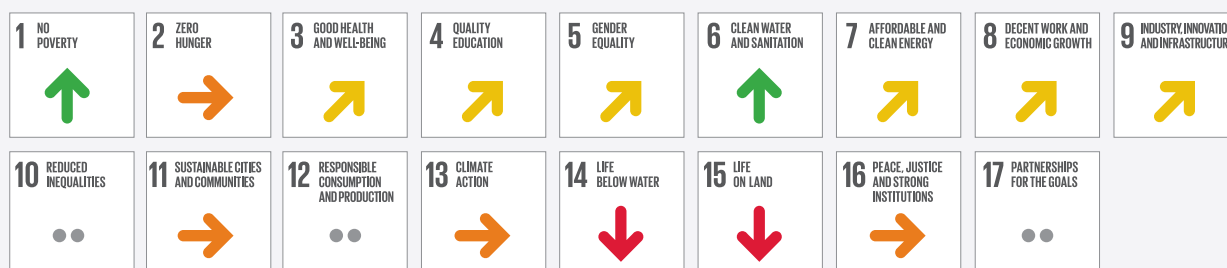 1 NO
POVERTY
2 ZERO
HUNGER
3 GOOD HEALTH
AND WELL-BEING
4 QUALITY
EDUCATION
5 GENDER
EQUALITY
6 CLEAN WATER
AND SANITATION
7 AFFORDABLE AND
CLEAN ENERGY
8 DECENT WORK AND
ECONOMIC GROWTH
9 INDUSTRY, INNOVATIO
AND INFRASTRUCTUR
10 REDUCED
INEQUALITIES
11 SUSTAINABLE CITIES
AND COMMUNITIES
12 RESPONSIBLE
CONSUMPTION
AND PRODUCTION
13 CLIMATE
ACTION
14 LIFE
BELOW WATER
15 LIFE
ON LAND
16 PEACE, JUSTICE
AND STRONG
INSTITUTIONS
17 PARTNERSHIPS
FOR THE GOALS